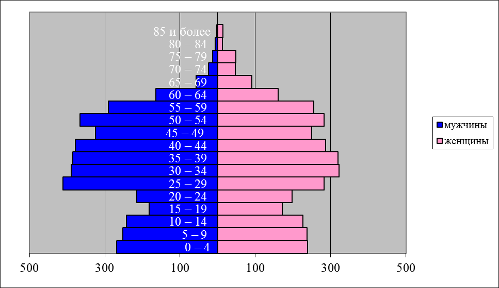 85 и более
80 – 84
75 – 79
70 – 74
65 – 69
60 – 64
55 – 59
50 – 54
45 – 49
40 – 44
35 – 39
30 – 34
25 – 29
20 – 24
15 – 19
10 – 14
5 – 9
0 – 4
500 300 100 100 300 500
мужчины
женщины